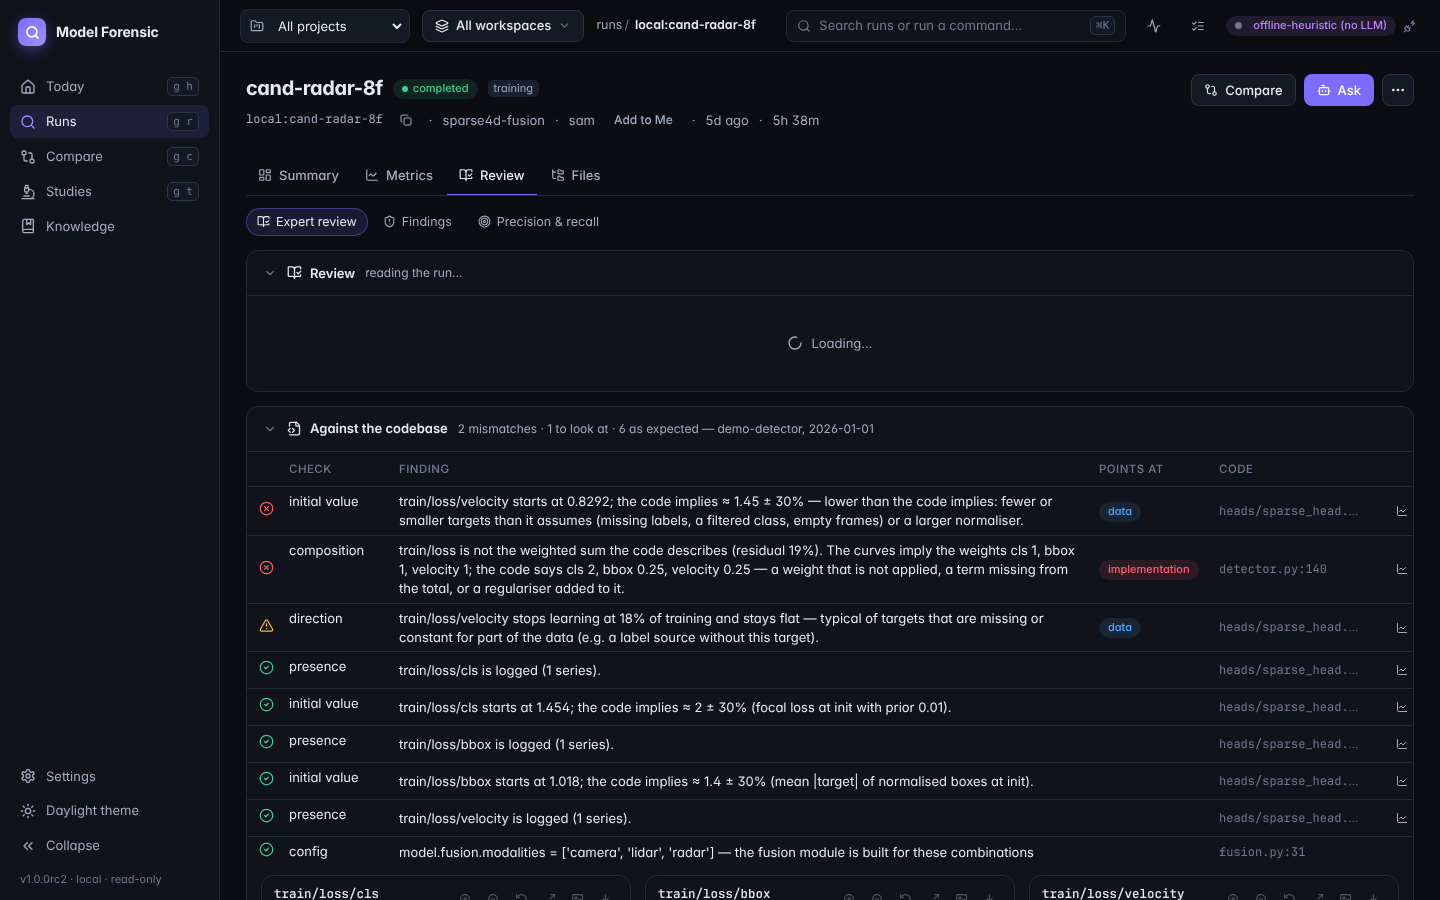 Model Forensic
All projects
All workspaces
runs / local:cand-radar-8f
Search runs or run a command...
⌘K
offline-heuristic (no LLM)
Today g h
Runs g r
Compare g c
Studies g t
Knowledge
cand-radar-8f completed training
Compare Ask
local:cand-radar-8f · sparse4d-fusion · sam Add to Me · 5d ago · 5h 38m
Summary Metrics Review Files
Expert review Findings Precision & recall
Review reading the run...
Loading...
Against the codebase 2 mismatches · 1 to look at · 6 as expected — demo-detector, 2026-01-01
CHECK FINDING POINTS AT CODE
initial value train/loss/velocity starts at 0.8292; the code implies ≈ 1.45 ± 30% — lower than the code implies: fewer or
smaller targets than it assumes (missing labels, a filtered class, empty frames) or a larger normaliser.
data heads/sparse_head.…
composition train/loss is not the weighted sum the code describes (residual 19%). The curves imply the weights cls 1, bbox
1, velocity 1; the code says cls 2, bbox 0.25, velocity 0.25 — a weight that is not applied, a term missing from
the total, or a regulariser added to it.
implementation detector.py:140
direction train/loss/velocity stops learning at 18% of training and stays flat — typical of targets that are missing or
constant for part of the data (e.g. a label source without this target).
data heads/sparse_head.…
presence train/loss/cls is logged (1 series). heads/sparse_head.…
initial value train/loss/cls starts at 1.454; the code implies ≈ 2 ± 30% (focal loss at init with prior 0.01). heads/sparse_head.…
presence train/loss/bbox is logged (1 series). heads/sparse_head.…
initial value train/loss/bbox starts at 1.018; the code implies ≈ 1.4 ± 30% (mean |target| of normalised boxes at init). heads/sparse_head.…
presence train/loss/velocity is logged (1 series). heads/sparse_head.…
config model.fusion.modalities = ['camera', 'lidar', 'radar'] — the fusion module is built for these combinations fusion.py:31
train/loss/cls train/loss/bbox train/loss/velocity
Settings
Daylight theme
Collapse
v1.0.0rc2 · local · read-only